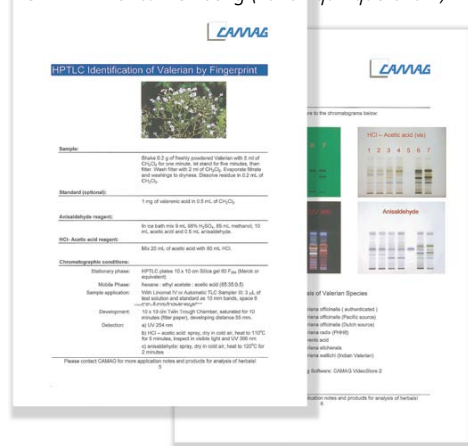 CAMAG
HPTLC Identification of Valerian by Fingerprint
Sample:
Shake 0.2 g of freshly powdered Valerian with 5 ml of
CH2Cl2 for one minute, let stand for five minutes, then
filter. Wash filter with 2 ml of CH2Cl2. Evaporate filtrate
and washings to dryness. Dissolve residue in 0.2 mL of
CH2Cl2.
Standard (optional):
1 mg of valerenic acid in 0.5 mL of CH2Cl2.
Anisaldehyde reagent:
In ice bath mix 9 mL 98% H2SO4, 85 mL methanol, 10
mL acetic acid and 0.5 mL anisaldehyde.
HCl- Acetic acid reagent:
Mix 20 mL of acetic acid with 80 mL HCl.
Chromatographic conditions:
Stationary phase: HPTLC plates 10 x 10 cm Silica gel 60 F254 (Merck or
equivalent)
Mobile Phase: hexane : ethyl acetate : acetic acid (65:35:0.5)
Sample application: With Linomat IV or Automatic TLC Sampler III,
test solution and standard as 10 mm bands, space 6
Development: 10 x 10 cm Twin Trough Chamber, saturated for 10
minutes (filter paper), developing distance 55 mm.
Detection: a) UV 254 nm
b) HCl – acetic acid: spray, dry in cold air, heat to 110°C
for 5 minutes, inspect in visible light and UV 366 nm
c) anisaldehyde: spray, dry in cold air, heat to 120°C for
2 minutes
Please contact CAMAG for more application notes and products for analysis of herbals!
5
CAMAG
to the chromatograms below:
6 7
HCl – Acetic acid (vis)
1 2 3 4 5 6 7
Anisaldehyde
of Valerian Species
officinalis (authenticated)
officinalis (Pacific source)
officinalis (Dutch source)
acid
sitchensis
wallichii (Indian Valerian)
Software: CAMAG VideoStore 2
notes and products for analysis of herbals!
6